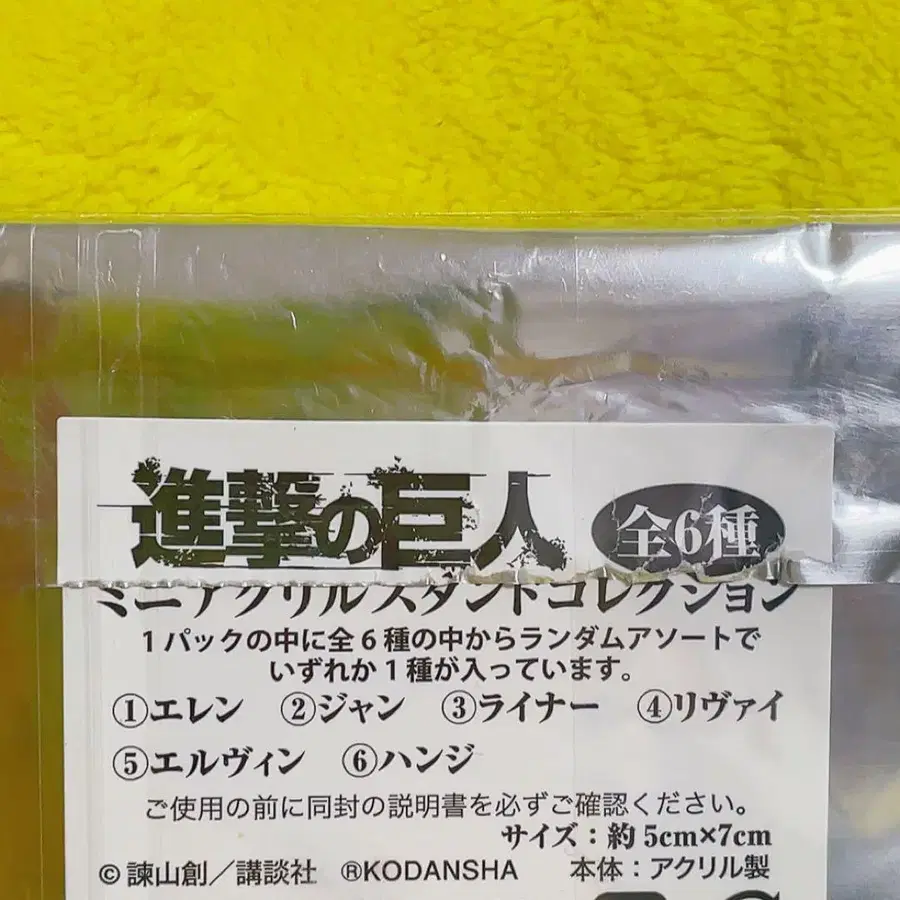 進撃の巨人 全6種
ミニアクリルスタンドコレクション
1パックの中に全6種の中からランダムアソートで
いずれか1種が入っています。
①エレン ②ジャン ③ライナー ④リヴァイ
⑤エルヴィン ⑥ハンジ
ご使用の前に同封の説明書を必ずご確認ください。
サイズ：約5cm×7cm
©諫山創／講談社 ®KODANSHA 本体：アクリル製